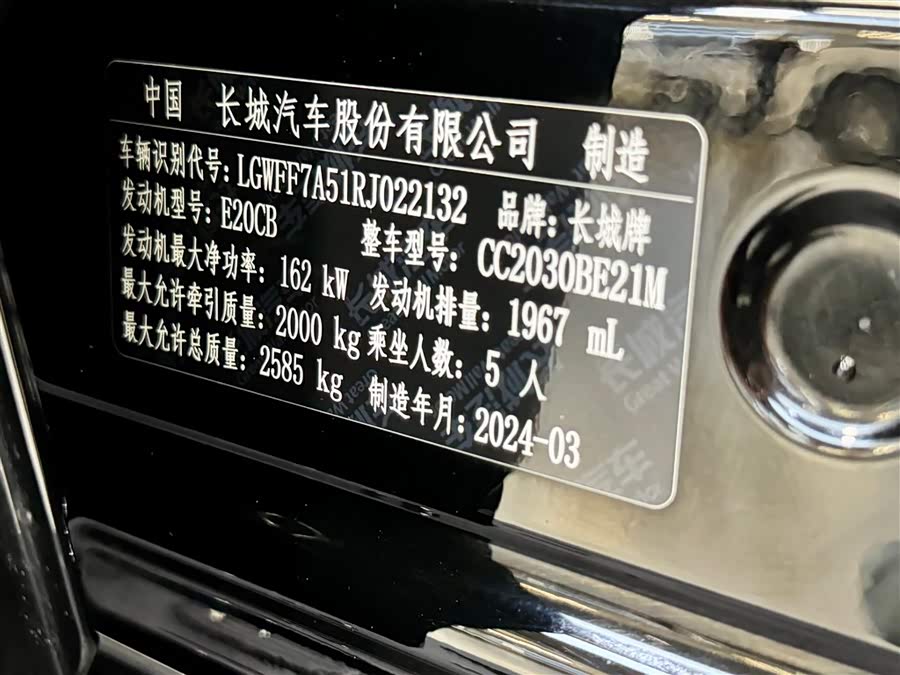 中国 长城汽车股份有限公司 制造
车辆识别代号: LGWFF7A51RJ022132 品牌: 长城牌
发动机型号: E20CB 整车型号: CC2030BE21M
发动机最大净功率: 162 kW 发动机排量: 1967 mL
最大允许牵引质量: 2000 kg 乘坐人数: 5 人
最大允许总质量: 2585 kg 制造年月: 2024-03